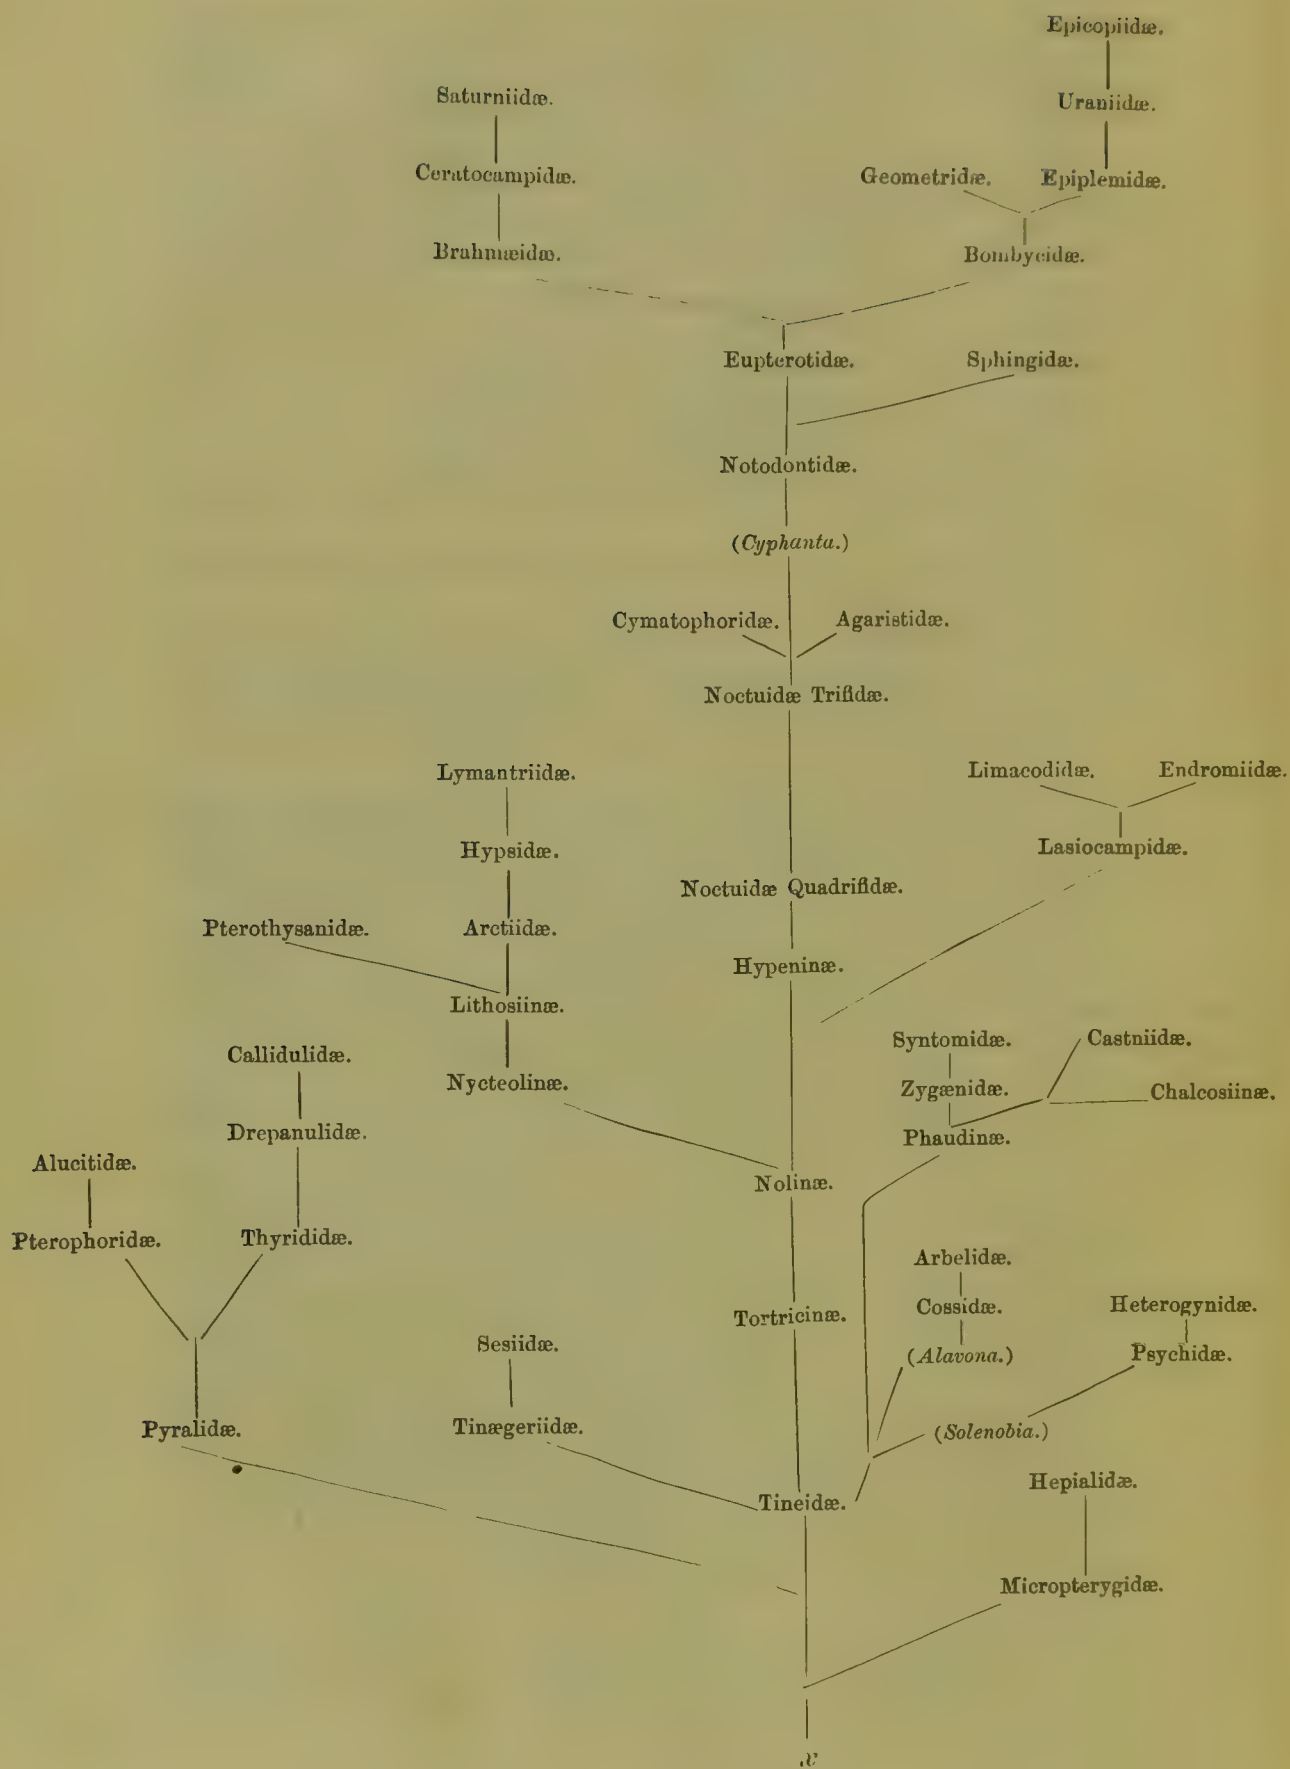 Epicopiidæ.
Saturniidæ.
Uraniidæ.
Ceratocampidæ.
Geometridæ.
Epiplemidæ.
Brahmæidæ.
Bombycidæ.
Eupterotidæ.
Sphingidæ.
Notodontidæ.
(Cyphanta.)
Cymatophoridæ.
Agaristidæ.
Noctuidæ Trifidæ.
Lymantriidæ.
Limacodidæ.
Endromiidæ.
Hypsidæ.
Lasiocampidæ.
Noctuidæ Quadrifidæ.
Pterothysanidæ.
Arctiidæ.
Hypeninæ.
Lithosiinæ.
Syntomidæ.
Castniidæ.
Callidulidæ.
Nycteolinæ.
Zygænidæ.
Chalcosiinæ.
Drepanulidæ.
Phaudinæ.
Alucitidæ.
Nolinæ.
Pterophoridæ.
Thyrididæ.
Arbelidæ.
Tortricinæ.
Cossidæ.
Heterogynidæ.
Sesiidæ.
(Alavona.)
Psychidæ.
Pyralidæ.
Tinægeriidæ.
(Solenobia.)
Hepialidæ.
Tineidæ.
Micropterygidæ.
x